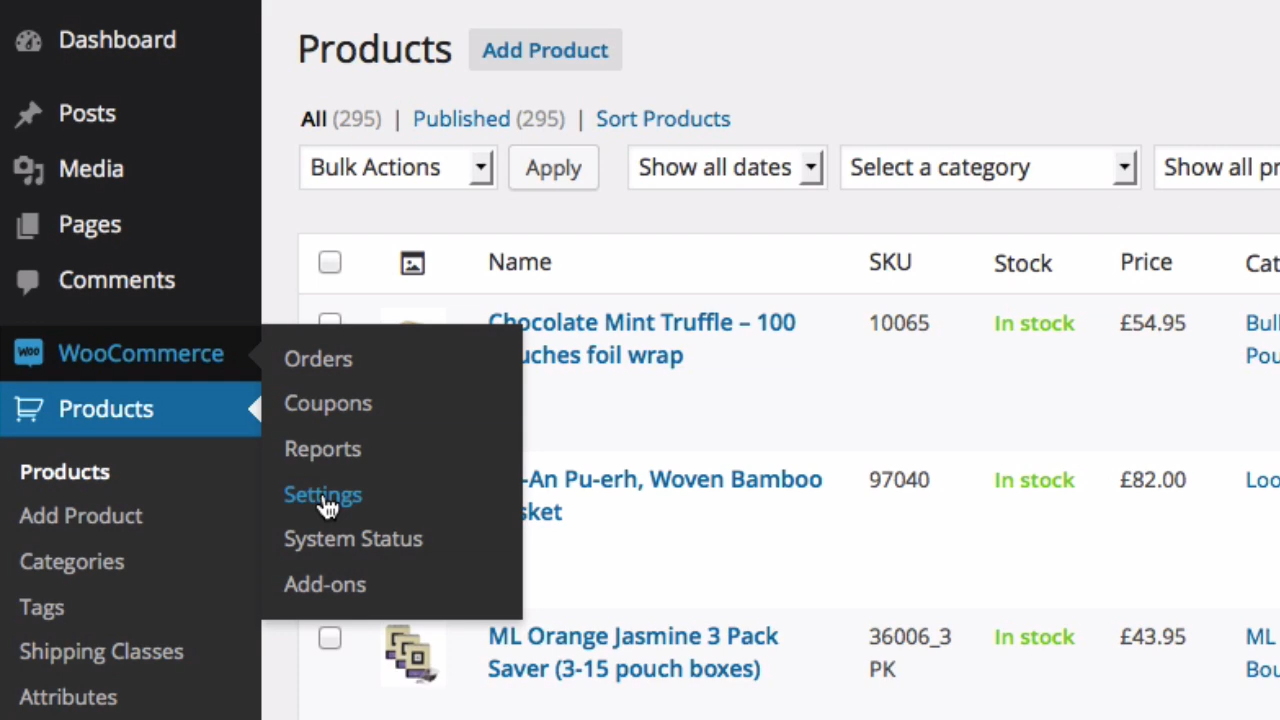 Dashboard
Posts
Media
Pages
Comments
WooCommerce
Products
Products
Add Product
Categories
Tags
Shipping Classes
Attributes
Orders
Coupons
Reports
Settings
System Status
Add-ons
Products Add Product
All (295) | Published (295) | Sort Products
Bulk Actions Apply Show all dates Select a category Show all
Name SKU Stock Price
Chocolate Mint Truffle – 100 10065 In stock £54.95
foil wrap
-An Pu-erh, Woven Bamboo 97040 In stock £82.00
ML Orange Jasmine 3 Pack 36006_3 In stock £43.95 ML
Saver (3-15 pouch boxes) PK